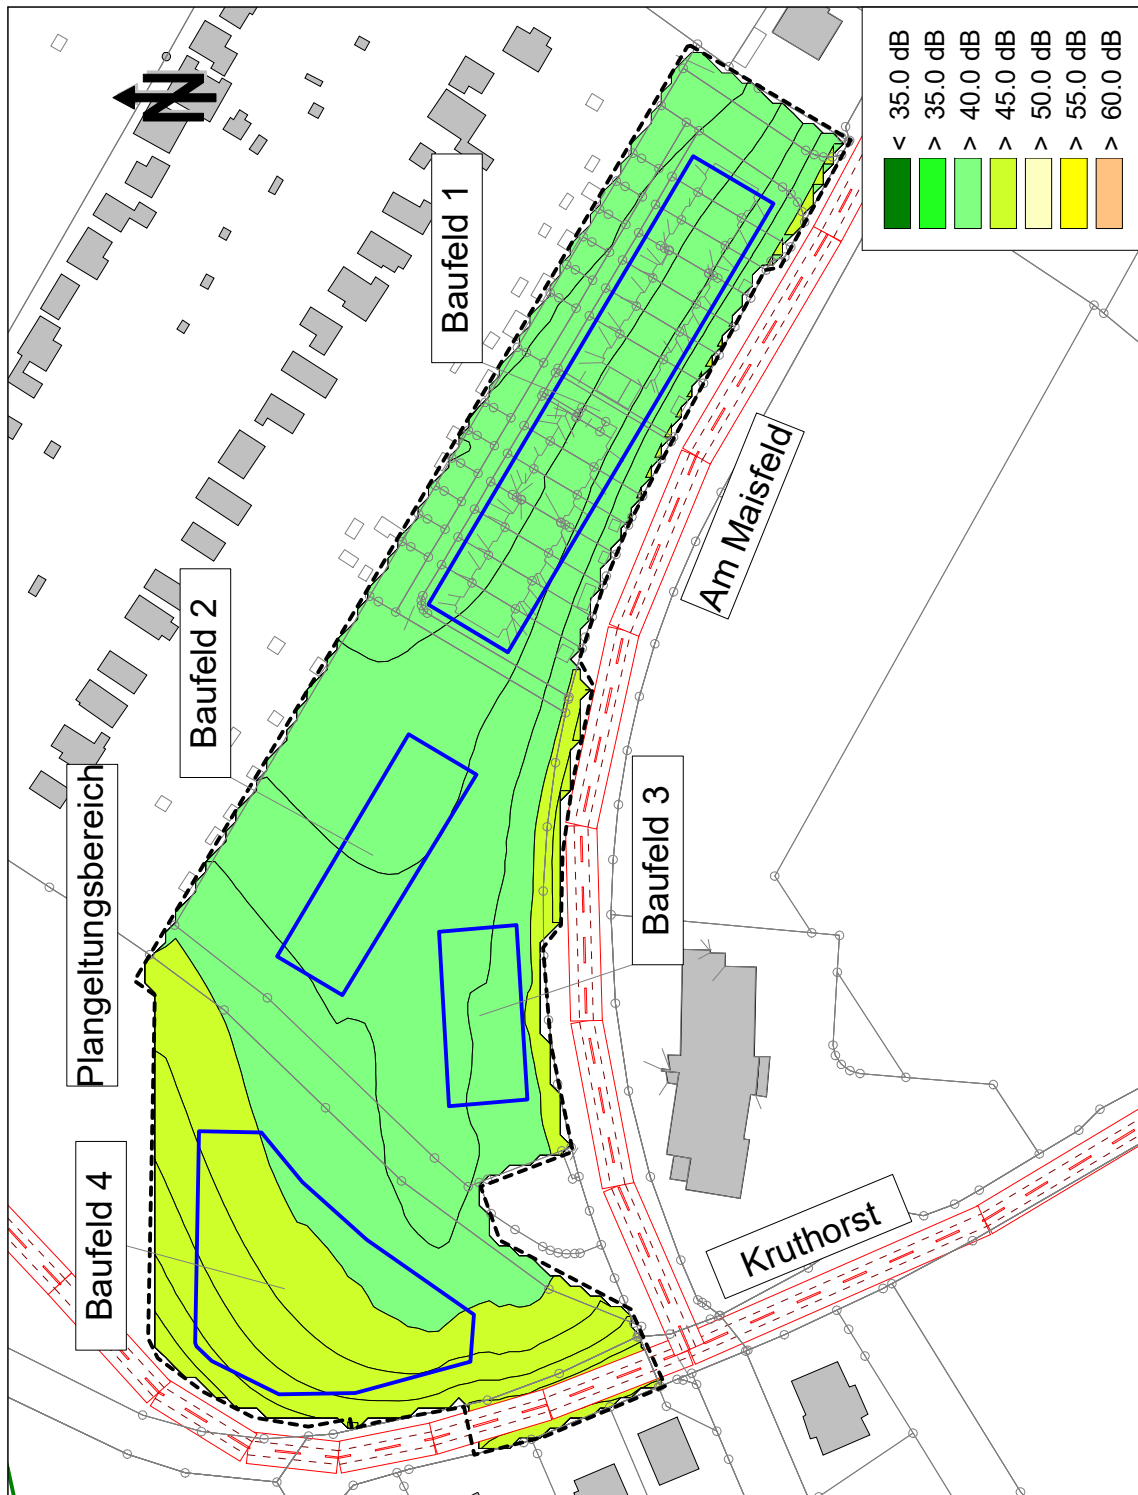 Baufeld 4
Plangeltungsbereich
Baufeld 2
Baufeld 1
Baufeld 3
Am Maisfeld
Kruthorst
N
< 35.0 dB
> 35.0 dB
> 40.0 dB
> 45.0 dB
> 50.0 dB
> 55.0 dB
> 60.0 dB